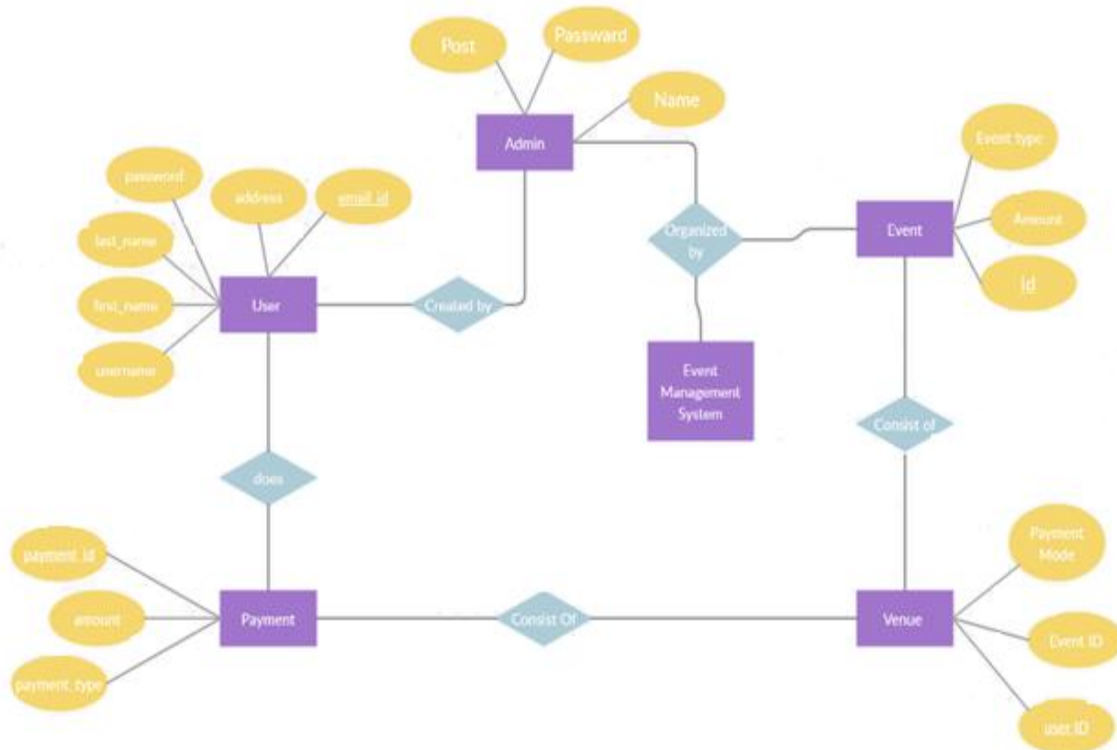 Post
Passward
Name
Admin
Event type
password
address
email_id
last_name
Amount
Organized
by
Event
id
first_name
User
Created by
username
Event
Management
System
Consist of
does
payment_id
Payment
Mode
amount
Payment
Consist Of
Venue
Event ID
payment_type
user ID